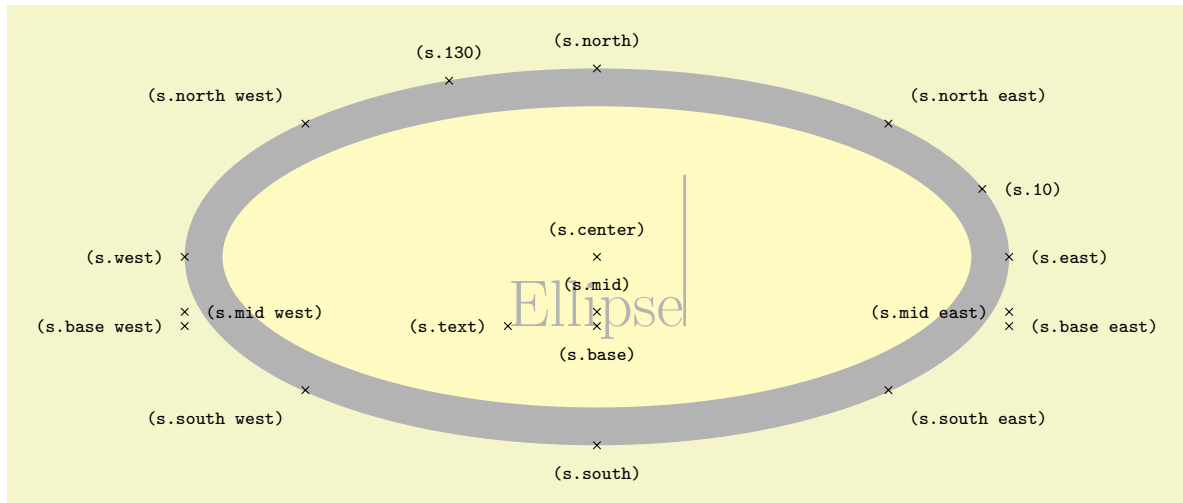 (s.north)
(s.130)
(s.north west) (s.north east)
(s.10)
(s.center)
(s.west) (s.east)
(s.mid)
Ellipse
(s.mid west) (s.mid east)
(s.base west) (s.text) (s.base east)
(s.base)
(s.south west) (s.south east)
(s.south)